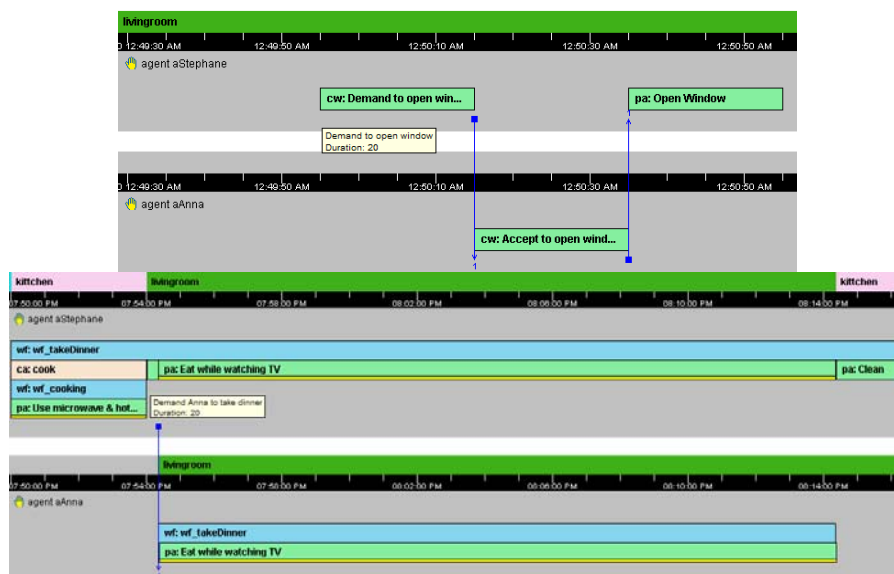 livingroom
0 12:49:30 AM 12:49:50 AM 12:50:10 AM 12:50:30 AM 12:50:50 AM
agent aStephane
cw: Demand to open win... pa: Open Window
Demand to open window
Duration: 20
0 12:49:30 AM 12:49:50 AM 12:50:10 AM 12:50:30 AM 12:50:50 AM
agent aAnna
cw: Accept to open wind...
1
kittchen livingroom kittchen
07:50:00 PM 07:54:00 PM 07:58:00 PM 08:02:00 PM 08:06:00 PM 08:10:00 PM 08:14:00 PM
agent aStephane
wf: wf_takeDinner
ca: cook pa: Eat while watching TV pa: Clean
wf: wf_cooking
pa: Use microwave & hot...
Demand Anna to take dinner
Duration: 20
livingroom
07:50:00 PM 07:54:00 PM 07:58:00 PM 08:02:00 PM 08:06:00 PM 08:10:00 PM 08:14:00 PM
agent aAnna
wf: wf_takeDinner
pa: Eat while watching TV